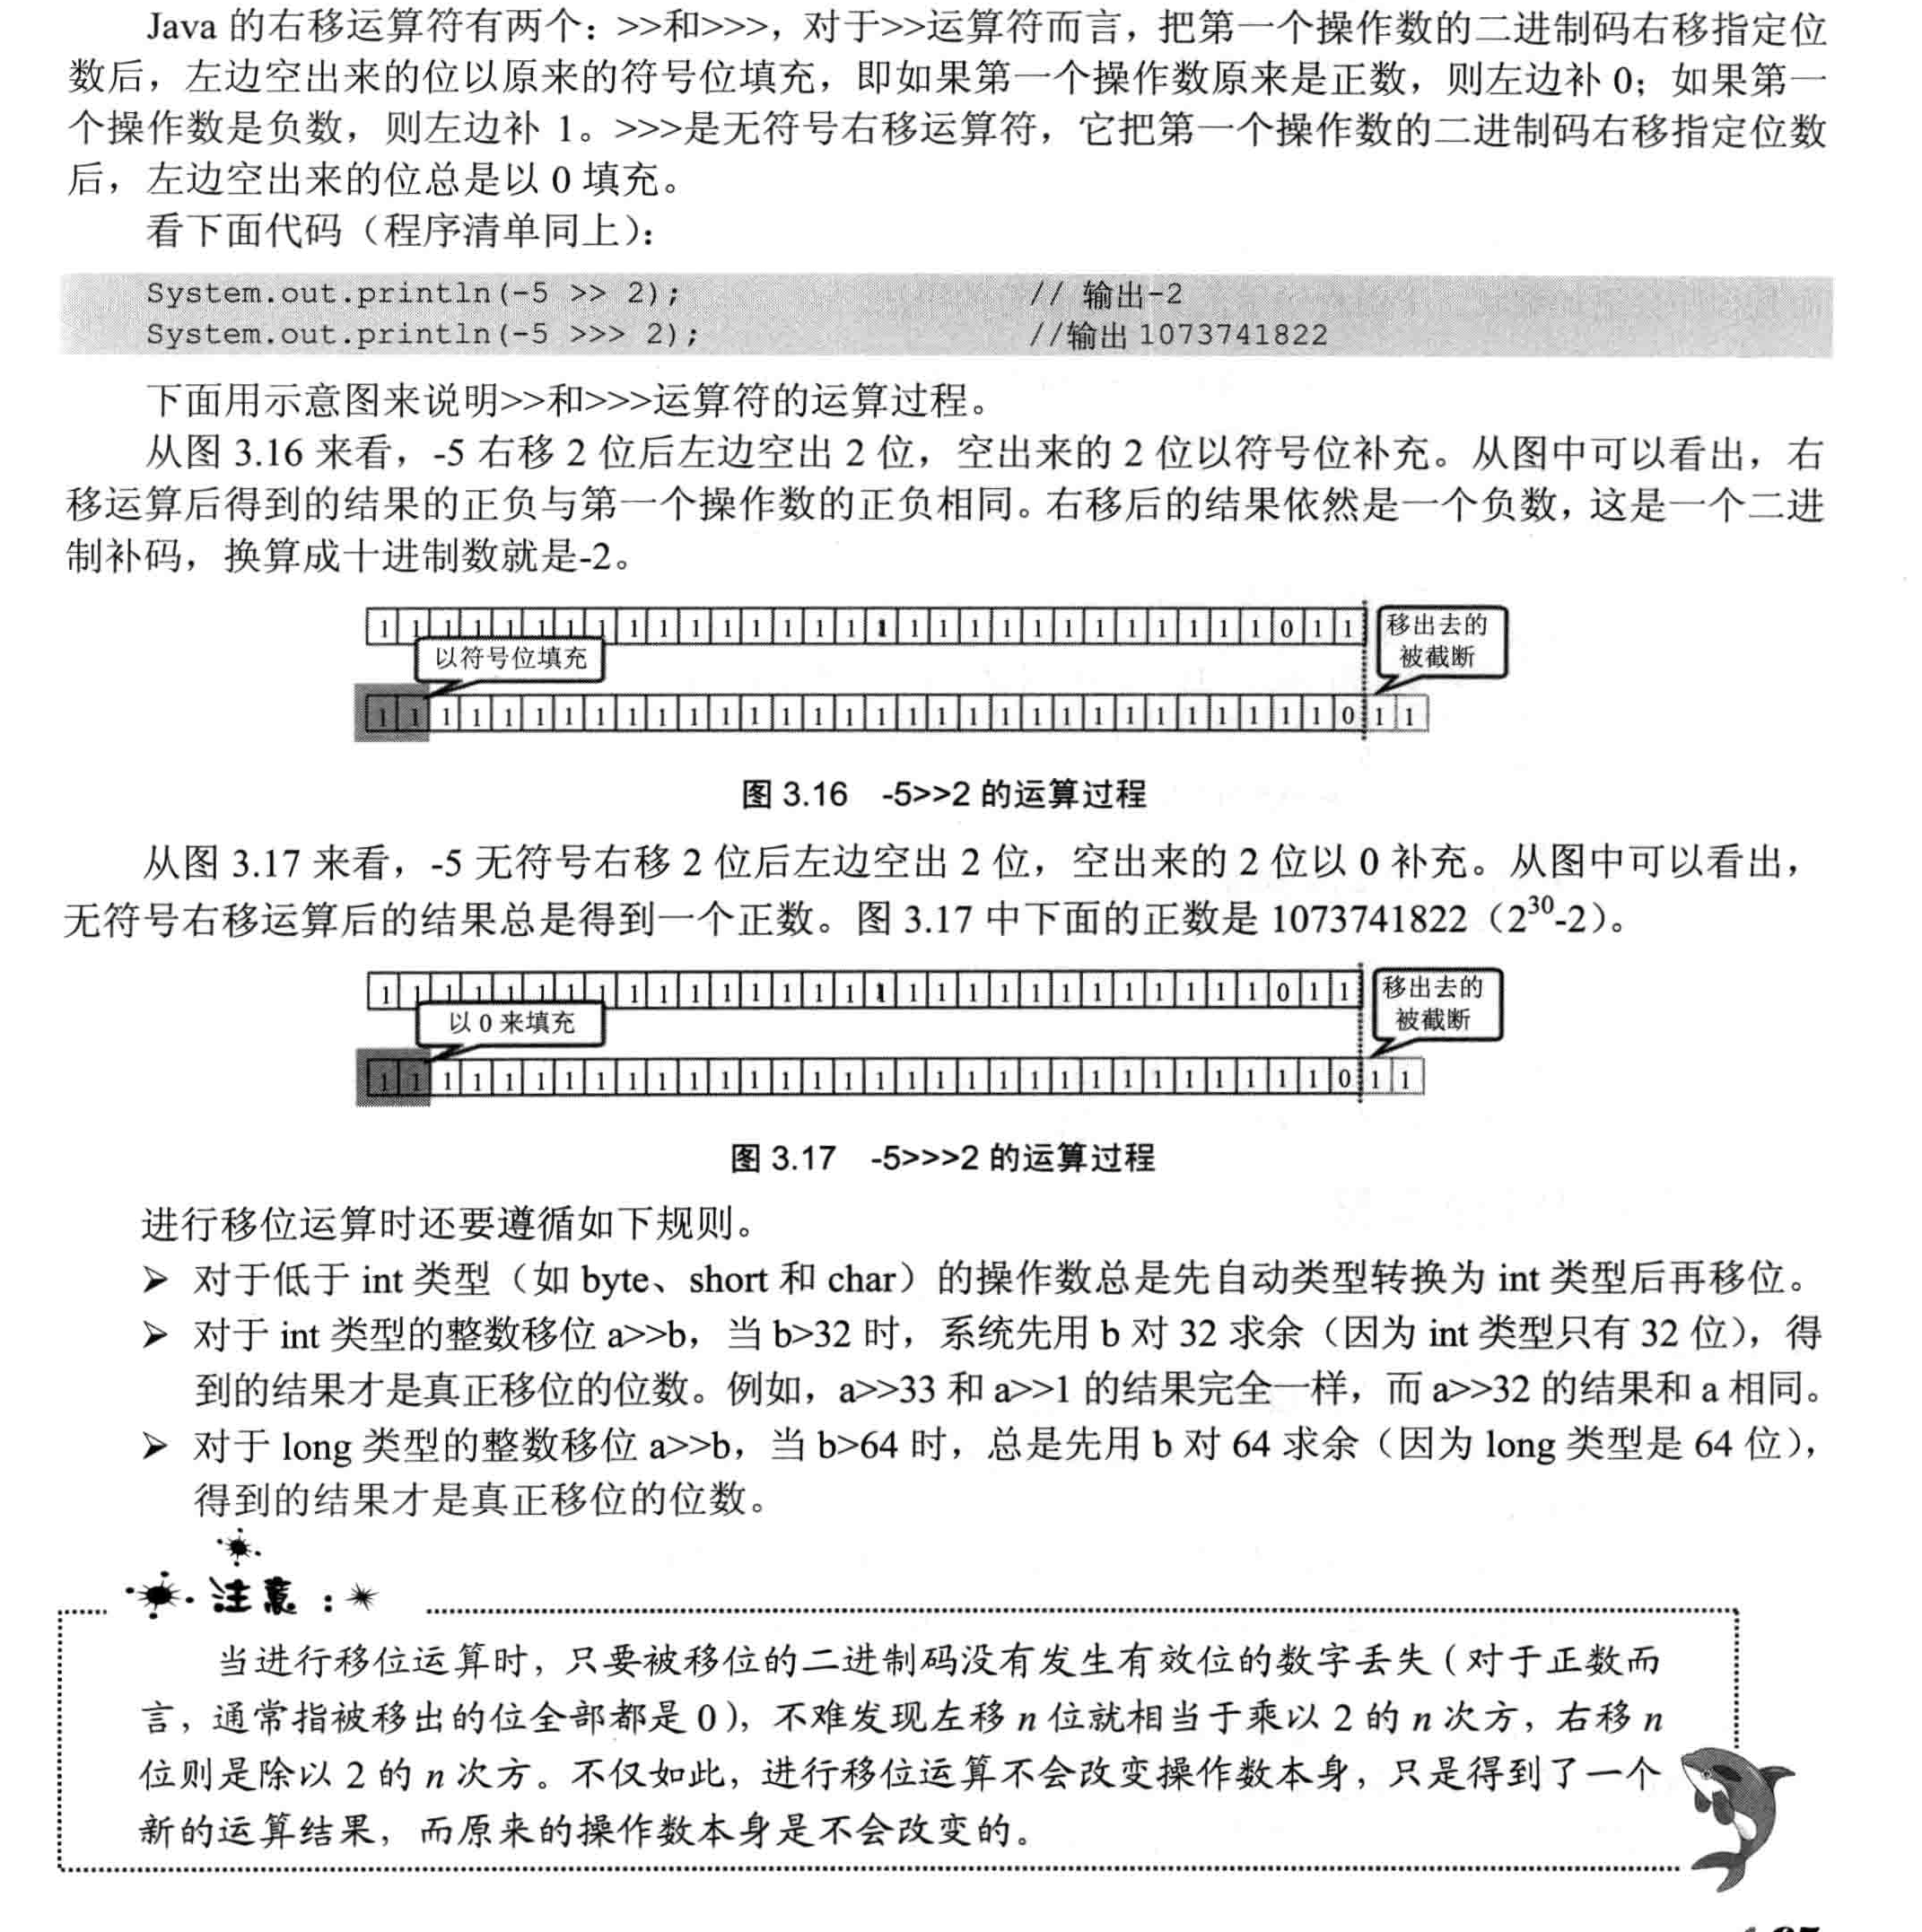 Java 的右移运算符有两个：>>和>>>，对于>>运算符而言，把第一个操作数的二进制码右移指定位
数后，左边空出来的位以原来的符号位填充，即如果第一个操作数原来是正数，则左边补 0；如果第一
个操作数是负数，则左边补 1。>>>是无符号右移运算符，它把第一个操作数的二进制码右移指定位数
后，左边空出来的位总是以 0 填充。
看下面代码（程序清单同上）：
System.out.println(-5 >> 2); // 输出-2
System.out.println(-5 >>> 2); //输出 1073741822
下面用示意图来说明>>和>>>运算符的运算过程。
从图 3.16 来看，-5 右移 2 位后左边空出 2 位，空出来的 2 位以符号位补充。从图中可以看出，右
移运算后得到的结果的正负与第一个操作数的正负相同。右移后的结果依然是一个负数，这是一个二进
制补码，换算成十进制数就是-2。
1 1 1 1 1 1 1 1 1 1 1 1 1 1 1 1 1 1 1 1 1 1 1 1 1 1 1 1 1 0 1 1
移出去的
被截断
以符号位填充
1 1 1 1 1 1 1 1 1 1 1 1 1 1 1 1 1 1 1 1 1 1 1 1 1 1 1 1 1 1 1 0 1 1
图 3.16 -5>>2 的运算过程
从图 3.17 来看，-5 无符号右移 2 位后左边空出 2 位，空出来的 2 位以 0 补充。从图中可以看出，
无符号右移运算后的结果总是得到一个正数。图 3.17 中下面的正数是 1073741822（2³⁰-2）。
1 1 1 1 1 1 1 1 1 1 1 1 1 1 1 1 1 1 1 1 1 1 1 1 1 1 1 1 1 0 1 1
移出去的
被截断
以 0 来填充
1 1 1 1 1 1 1 1 1 1 1 1 1 1 1 1 1 1 1 1 1 1 1 1 1 1 1 1 1 1 1 0 1 1
图 3.17 -5>>>2 的运算过程
进行移位运算时还要遵循如下规则。
➢ 对于低于 int 类型（如 byte、short 和 char）的操作数总是先自动类型转换为 int 类型后再移位。
➢ 对于 int 类型的整数移位 a>>b，当 b>32 时，系统先用 b 对 32 求余（因为 int 类型只有 32 位），得
到的结果才是真正移位的位数。例如，a>>33 和 a>>1 的结果完全一样，而 a>>32 的结果和 a 相同。
➢ 对于 long 类型的整数移位 a>>b，当 b>64 时，总是先用 b 对 64 求余（因为 long 类型是 64 位），
得到的结果才是真正移位的位数。
注意：
当进行移位运算时，只要被移位的二进制码没有发生有效位的数字丢失（对于正数而
言，通常指被移出的位全部都是 0），不难发现左移 n 位就相当于乘以 2 的 n 次方，右移 n
位则是除以 2 的 n 次方。不仅如此，进行移位运算不会改变操作数本身，只是得到了一个
新的运算结果，而原来的操作数本身是不会改变的。